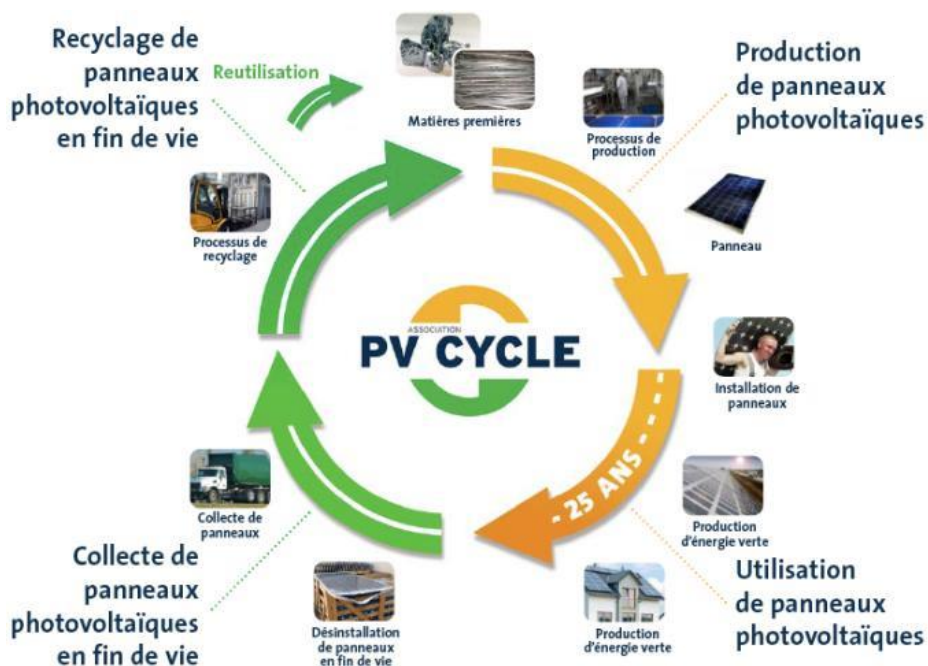 Recyclage de
panneaux
photovoltaïques
en fin de vie
Reutilisation
Matières premières
Processus de
production
Production
de panneaux
photovoltaïques
Processus de
recyclage
Panneau
ASSOCIATION
PV CYCLE
Installation de
panneaux
- 25 ANS - - -
Collecte de
panneaux
Production
d'énergie verte
Collecte de
panneaux
photovoltaïques
en fin de vie
Désinstallation
de panneaux
en fin de vie
Production
d'énergie verte
Utilisation
de panneaux
photovoltaïques